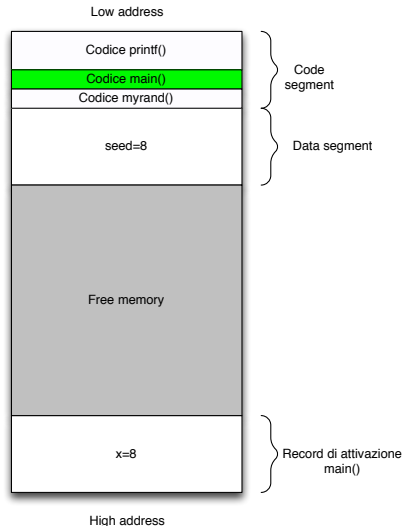 Low address
Codice printf()
Codice main()
Codice myrand()
Code
segment
seed=8
Data segment
Free memory
x=8
Record di attivazione
main()
High address